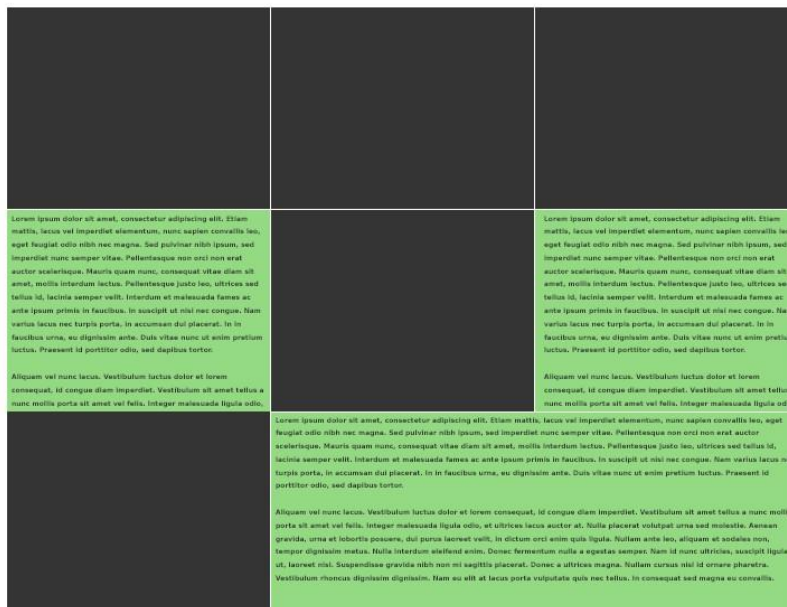 Lorem ipsum dolor sit amet, consectetur adipiscing elit. Etiam
mattis, lacus vel imperdiet elementum, nunc sapien convallis leo,
eget feugiat odio nibh nec magna. Sed pulvinar nibh ipsum, sed
imperdiet nunc semper vitae. Pellentesque non orci non erat
auctor scelerisque. Mauris quam nunc, consequat vitae diam sit
amet, mollis interdum lectus. Pellentesque justo leo, ultrices sed
tellus id, lacinia semper velit. Interdum et malesuada fames ac
ante ipsum primis in faucibus. In suscipit ut nisi nec congue. Nam
varius lacus nec turpis porta, in accumsan dui placerat. In in
faucibus urna, eu dignissim ante. Duis vitae nunc ut enim pretium
luctus. Praesent id porttitor odio, sed dapibus tortor.
Aliquam vel nunc lacus. Vestibulum luctus dolor et lorem
consequat, id congue diam imperdiet. Vestibulum sit amet tellus a
nunc mollis porta sit amet vel felis. Integer malesuada ligula odio,
Lorem ipsum dolor sit amet, consectetur adipiscing elit. Etiam
mattis, lacus vel imperdiet elementum, nunc sapien convallis
eget feugiat odio nibh nec magna. Sed pulvinar nibh ipsum, sed
imperdiet nunc semper vitae. Pellentesque non orci non erat
auctor scelerisque. Mauris quam nunc, consequat vitae diam sit
amet, mollis interdum lectus. Pellentesque justo leo, ultrices
tellus id, lacinia semper velit. Interdum et malesuada fames ac
ante ipsum primis in faucibus. In suscipit ut nisi nec congue.
varius lacus nec turpis porta, in accumsan dui placerat. In in
faucibus urna, eu dignissim ante. Duis vitae nunc ut enim
luctus. Praesent id porttitor odio, sed dapibus tortor.
Aliquam vel nunc lacus. Vestibulum luctus dolor et lorem
consequat, id congue diam imperdiet. Vestibulum sit amet
nunc mollis porta sit amet vel felis. Integer malesuada ligula
Lorem ipsum dolor sit amet, consectetur adipiscing elit. Etiam mattis, lacus vel imperdiet elementum, nunc sapien convallis leo, eget
feugiat odio nibh nec magna. Sed pulvinar nibh ipsum, sed imperdiet nunc semper vitae. Pellentesque non orci non erat auctor
scelerisque. Mauris quam nunc, consequat vitae diam sit amet, mollis interdum lectus. Pellentesque justo leo, ultrices sed tellus id,
lacinia semper velit. Interdum et malesuada fames ac ante ipsum primis in faucibus. In suscipit ut nisi nec congue. Nam varius lacus
turpis porta, in accumsan dui placerat. In in faucibus urna, eu dignissim ante. Duis vitae nunc ut enim pretium luctus. Praesent id
porttitor odio, sed dapibus tortor.
Aliquam vel nunc lacus. Vestibulum luctus dolor et lorem consequat, id congue diam imperdiet. Vestibulum sit amet tellus a nunc
porta sit amet vel felis. Integer malesuada ligula odio, et ultrices lacus auctor at. Nulla placerat volutpat urna sed molestie. Aenean
gravida, urna et lobortis posuere, dui purus laoreet velit, in dictum orci enim quis ligula. Nullam ante leo, aliquam et sodales non,
tempor dignissim metus. Nulla interdum eleifend enim. Donec fermentum nulla a egestas semper. Nam id nunc ultricies, suscipit ligula
ut, laoreet nisl. Suspendisse gravida nibh non mi sagittis placerat. Donec a ultrices magna. Nullam cursus nisl id ornare pharetra.
Vestibulum rhoncus dignissim dignissim. Nam eu elit at lacus porta vulputate quis nec tellus. In consequat sed magna eu convallis.